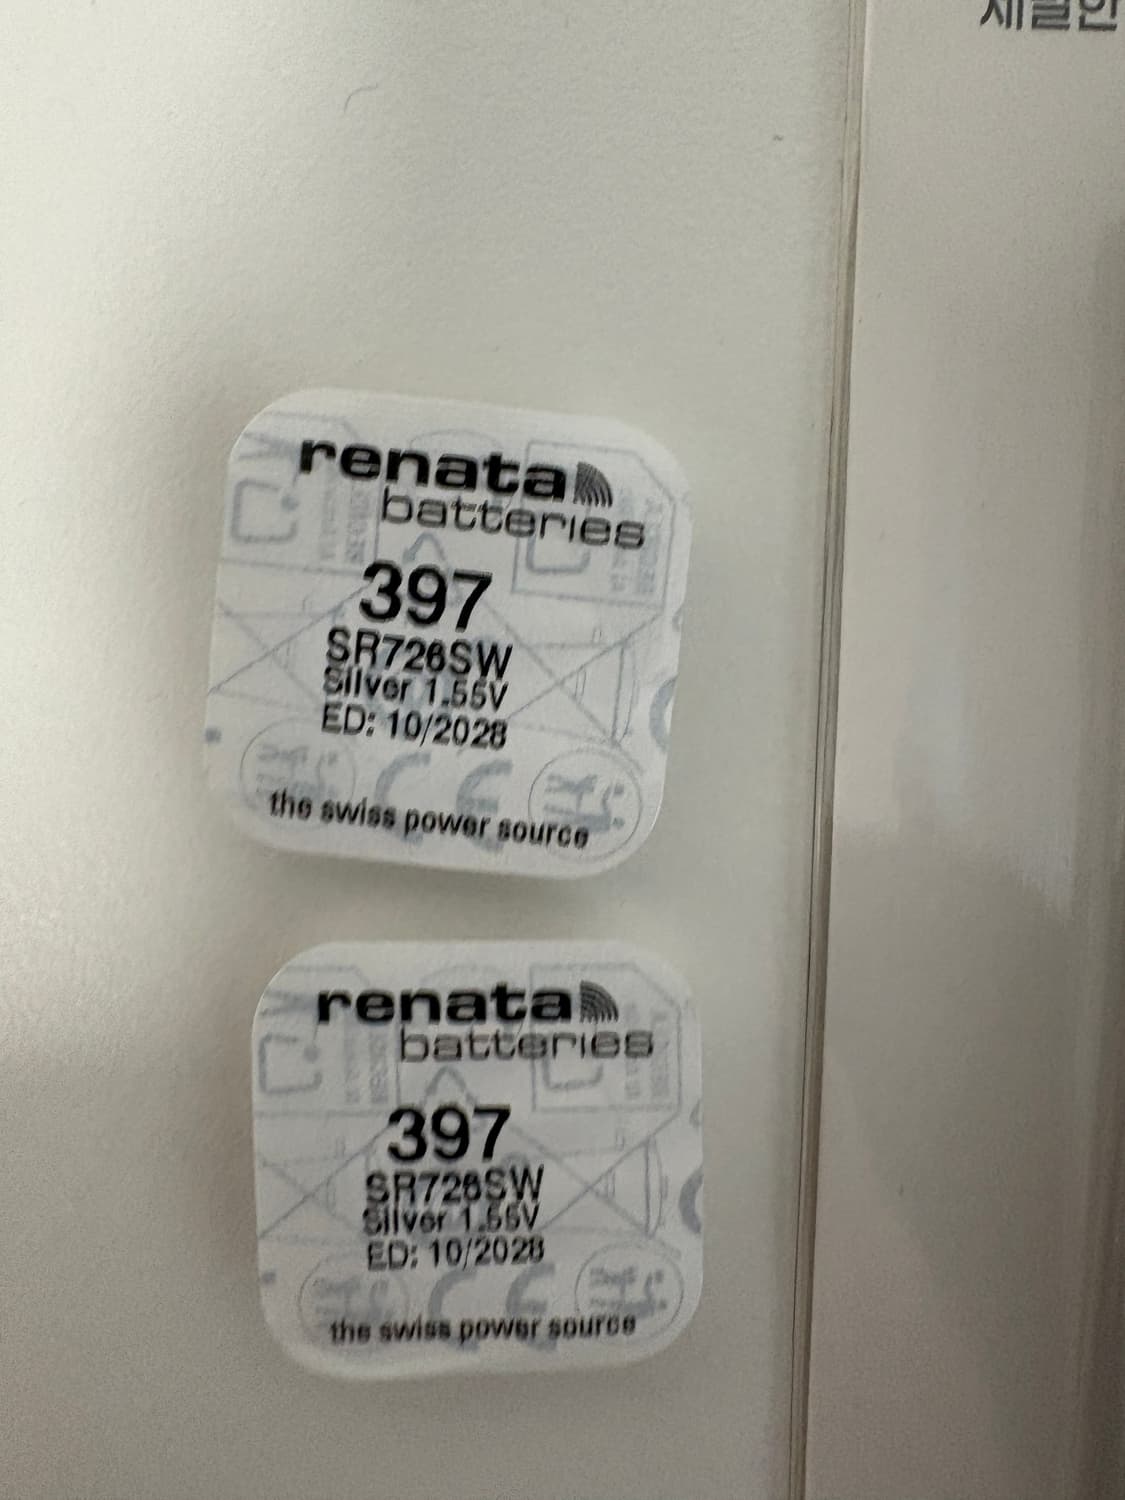 renata
batteries
397
SR726SW
Silver 1.55V
ED: 10/2028
the swiss power source
renata
batteries
397
SR726SW
Silver 1.55V
ED: 10/2028
the swiss power source